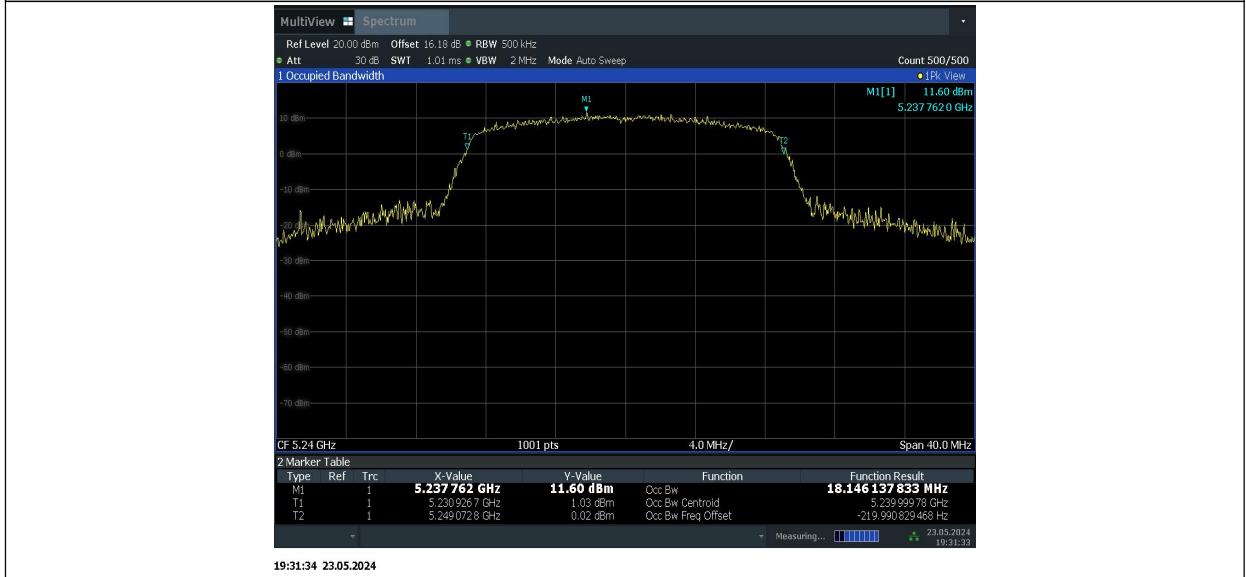 MultiView Spectrum
Ref Level 20.00 dBm Offset 16.18 dB RBW 500 kHz
Att 30 dB SWT 1.01 ms VBW 2 MHz Mode Auto Sweep Count 500/500
1 Occupied Bandwidth 1Pk View
M1[1] 11.60 dBm
5.237 762 0 GHz
M1
10 dBm
T1
T2
0 dBm
-10 dBm
-20 dBm
-30 dBm
-40 dBm
-50 dBm
-60 dBm
-70 dBm
CF 5.24 GHz 1001 pts 4.0 MHz/ Span 40.0 MHz
2 Marker Table
Type Ref Trc X-Value Y-Value Function Function Result
M1 1 5.237 762 GHz 11.60 dBm Occ Bw 18.146 137 833 MHz
T1 1 5.230 926 7 GHz 1.03 dBm Occ Bw Centroid 5.239 999 78 GHz
T2 1 5.249 072 8 GHz 0.02 dBm Occ Bw Freq Offset -219.990 829 468 Hz
Measuring... 23.05.2024
19:31:33
19:31:34 23.05.2024